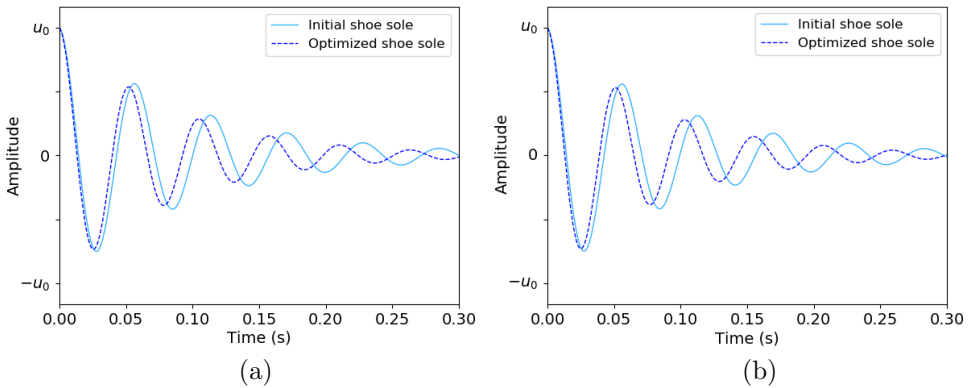 Initial shoe sole
Optimized shoe sole
u₀
0
−u₀
Amplitude
0.00 0.05 0.10 0.15 0.20 0.25 0.30
Time (s)
(a)
Initial shoe sole
Optimized shoe sole
u₀
0
−u₀
Amplitude
0.00 0.05 0.10 0.15 0.20 0.25 0.30
Time (s)
(b)